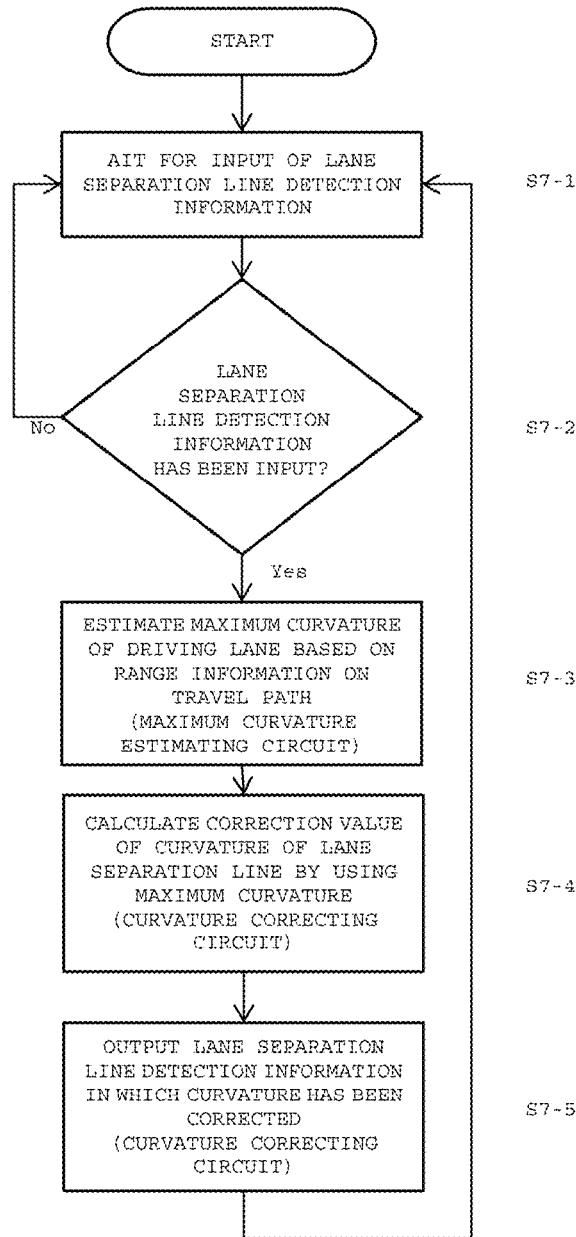 START
AIT FOR INPUT OF LANE
SEPARATION LINE DETECTION
INFORMATION
S7-1
LANE
SEPARATION
LINE DETECTION
INFORMATION
HAS BEEN INPUT?
S7-2
No
Yes
ESTIMATE MAXIMUM CURVATURE
OF DRIVING LANE BASED ON
RANGE INFORMATION ON
TRAVEL PATH
(MAXIMUM CURVATURE
ESTIMATING CIRCUIT)
S7-3
CALCULATE CORRECTION VALUE
OF CURVATURE OF LANE
SEPARATION LINE BY USING
MAXIMUM CURVATURE
(CURVATURE CORRECTING
CIRCUIT)
S7-4
OUTPUT LANE SEPARATION
LINE DETECTION INFORMATION
IN WHICH CURVATURE HAS BEEN
CORRECTED
(CURVATURE CORRECTING
CIRCUIT)
S7-5